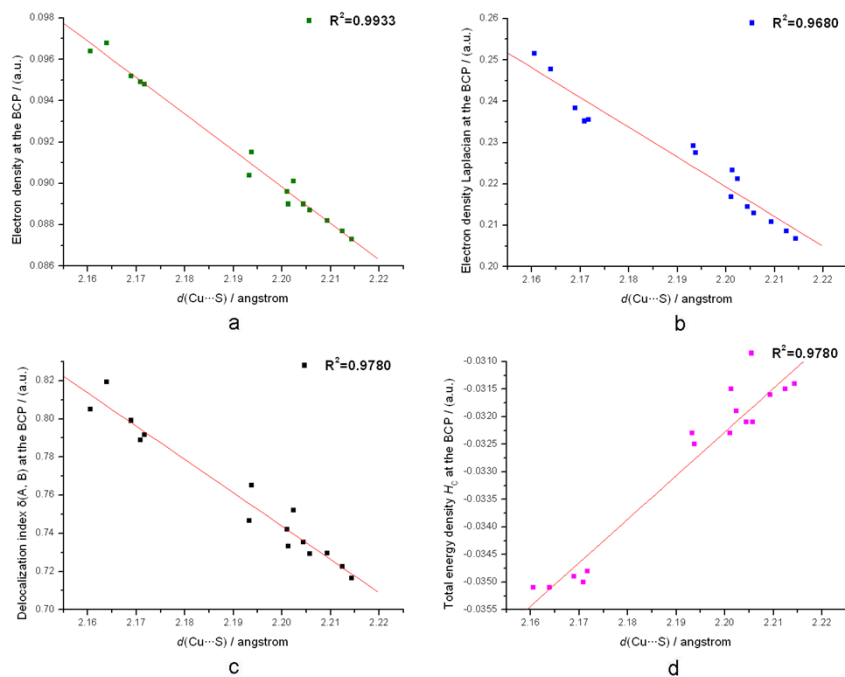 R²=0.9933
Electron density at the BCP / (a.u.)
0.098
0.096
0.094
0.092
0.090
0.088
0.086
2.16 2.17 2.18 2.19 2.20 2.21 2.22
d(Cu···S) / angstrom
a
R²=0.9680
Electron density Laplacian at the BCP / (a.u.)
0.26
0.25
0.24
0.23
0.22
0.21
0.20
2.16 2.17 2.18 2.19 2.20 2.21 2.22
d(Cu···S) / angstrom
b
R²=0.9780
Delocalization index δ(A, B) at the BCP / (a.u.)
0.82
0.80
0.78
0.76
0.74
0.72
0.70
2.16 2.17 2.18 2.19 2.20 2.21 2.22
d(Cu···S) / angstrom
c
R²=0.9780
Total energy density HC at the BCP / (a.u.)
-0.0310
-0.0315
-0.0320
-0.0325
-0.0330
-0.0335
-0.0340
-0.0345
-0.0350
-0.0355
2.16 2.17 2.18 2.19 2.20 2.21 2.22
d(Cu···S) / angstrom
d